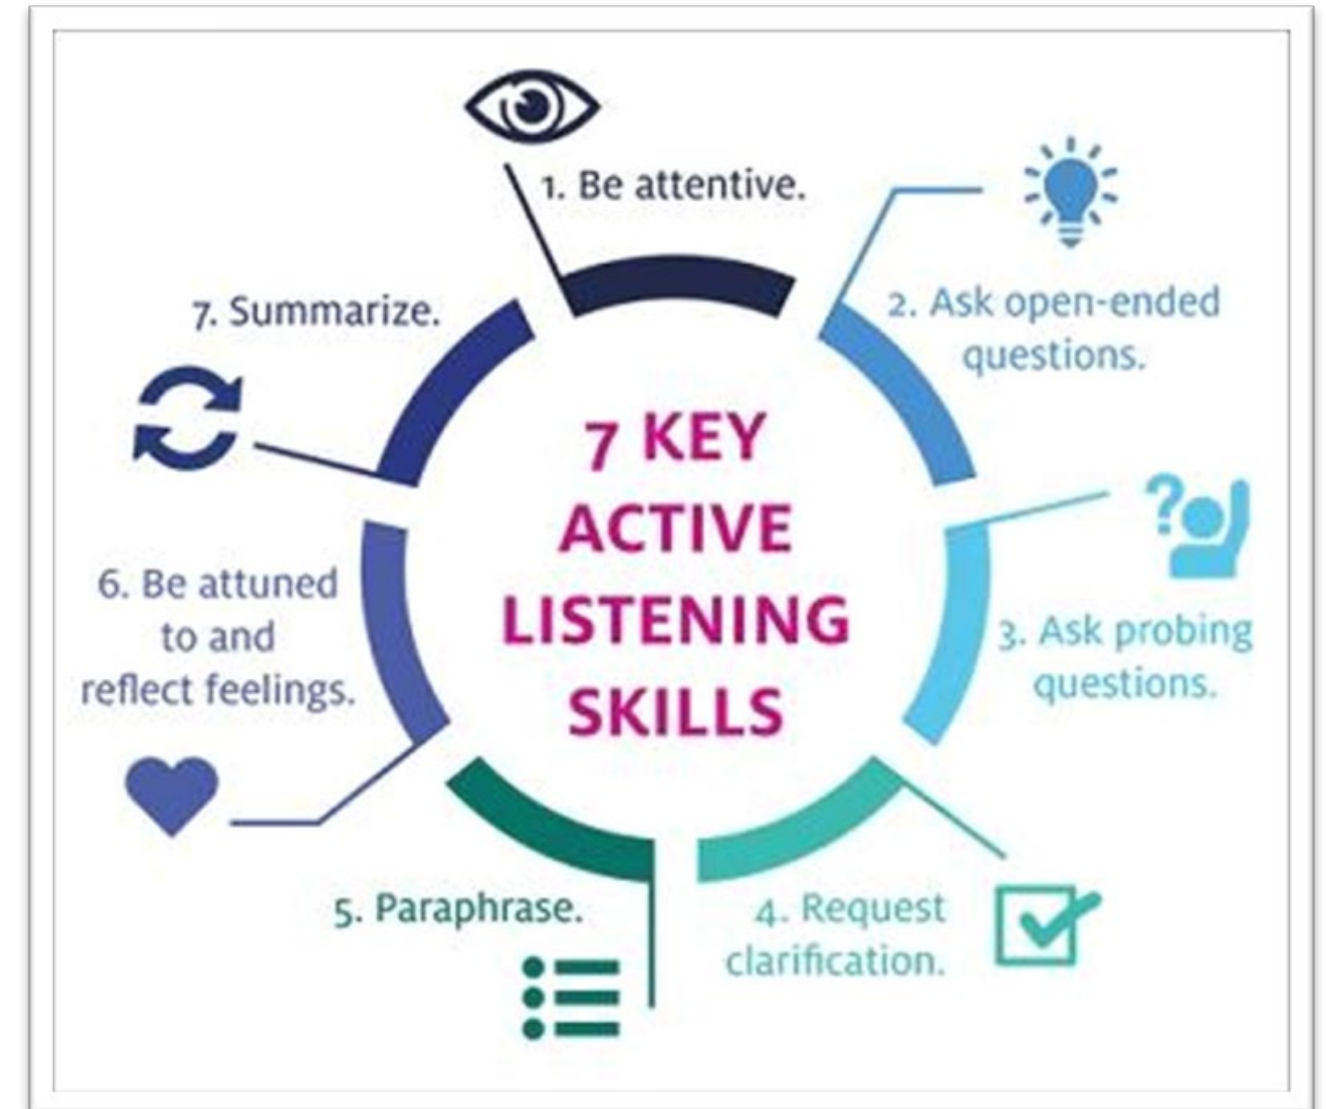 7 KEY
ACTIVE
LISTENING
SKILLS
1. Be attentive.
2. Ask open-ended
questions.
3. Ask probing
questions.
4. Request
clarification.
5. Paraphrase.
6. Be attuned
to and
reflect feelings.
7. Summarize.
?